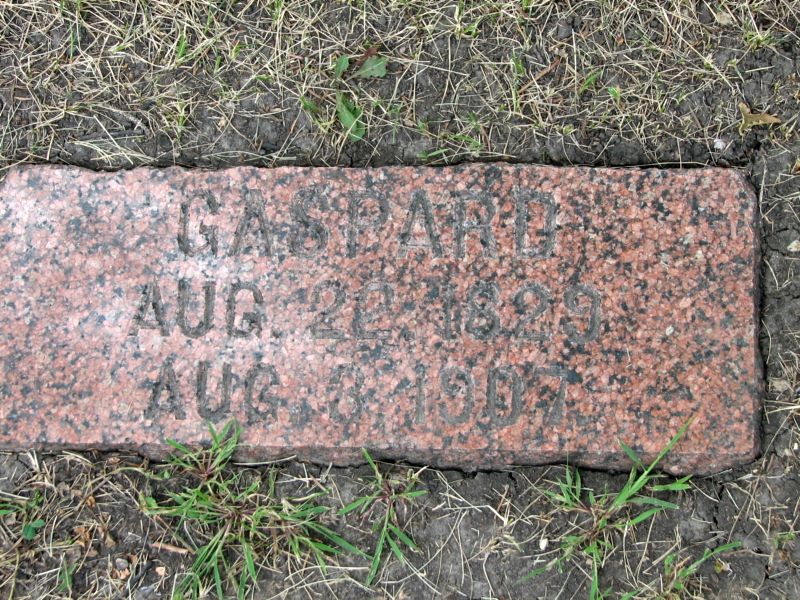 GASPARD
AUG. 22, 1829
AUG. 3, 1907